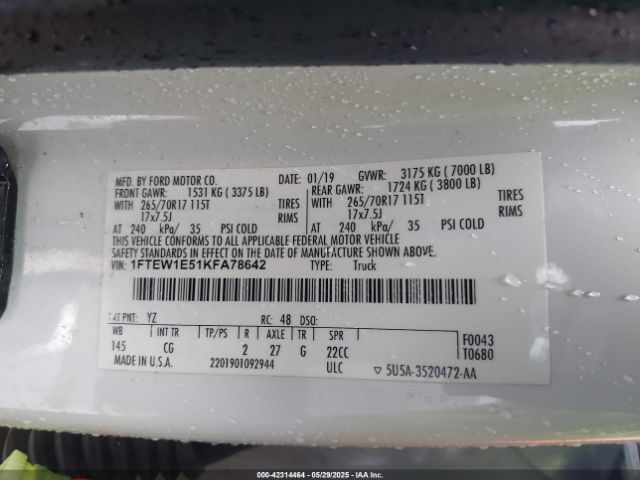 MFD. BY FORD MOTOR CO. DATE: 01/19 GVWR: 3175 KG ( 7000 LB)
FRONT GAWR: 1531 KG ( 3375 LB) REAR GAWR: 1724 KG ( 3800 LB)
WITH 265/70R17 115T TIRES WITH 265/70R17 115T TIRES
17x7.5J RIMS 17x7.5J RIMS
AT 240 kPa/ 35 PSI COLD AT 240 kPa/ 35 PSI COLD
THIS VEHICLE CONFORMS TO ALL APPLICABLE FEDERAL MOTOR VEHICLE
SAFETY STANDARDS IN EFFECT ON THE DATE OF MANUFACTURE SHOWN ABOVE.
VIN: 1FTEW1E51KFA78642 TYPE: Truck
EXT PNT: YZ RC: 48 DSO:
WB INT TR TP/PS R AXLE TR SPR F0043
145 CG 2 27 G 22CC T0680
MADE IN U.S.A. 2201901092944 ULC ▽ 5U5A-3520472-AA
000-42314464 - 05/29/2025 - IAAI, Inc. Copyright